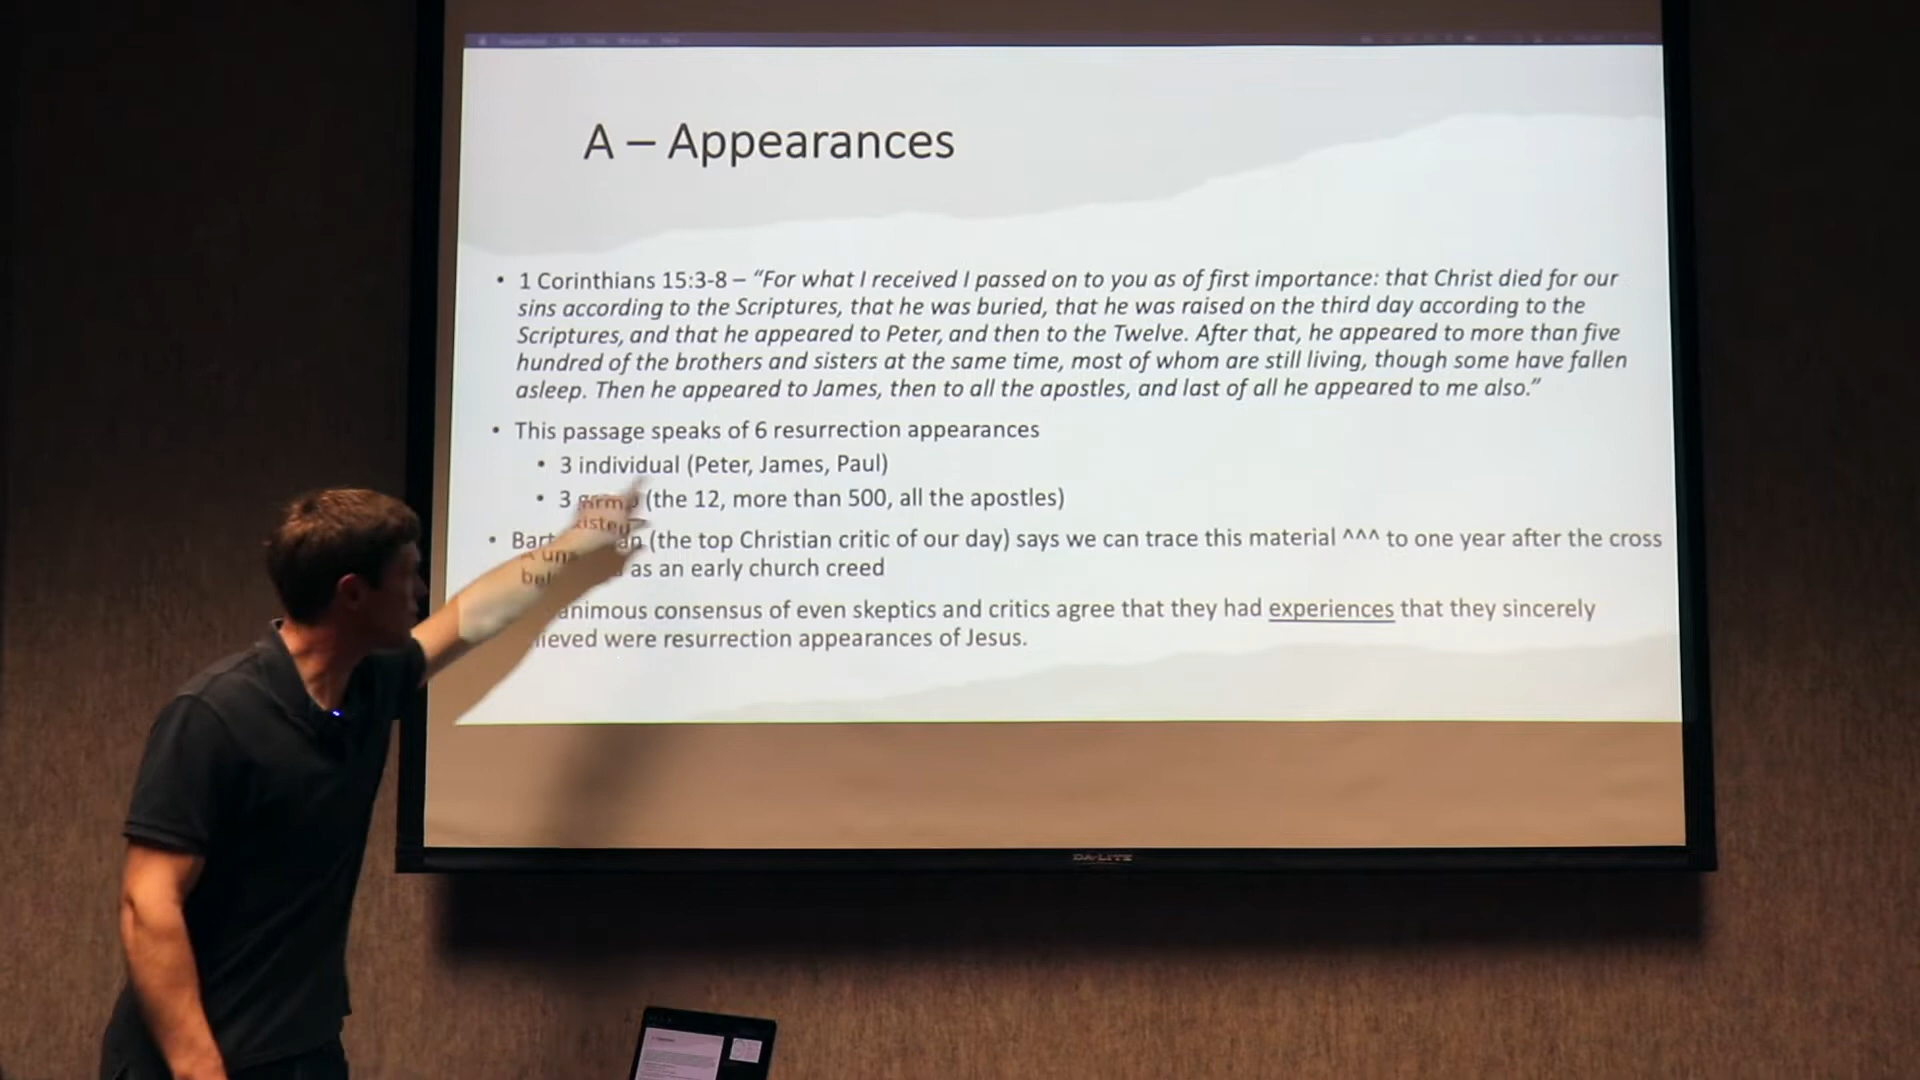 A – Appearances
• 1 Corinthians 15:3-8 – “For what I received I passed on to you as of first importance: that Christ died for our
sins according to the Scriptures, that he was buried, that he was raised on the third day according to the
Scriptures, and that he appeared to Peter, and then to the Twelve. After that, he appeared to more than five
hundred of the brothers and sisters at the same time, most of whom are still living, though some have fallen
asleep. Then he appeared to James, then to all the apostles, and last of all he appeared to me also.”
• This passage speaks of 6 resurrection appearances
• 3 individual (Peter, James, Paul)
• 3 (the 12, more than 500, all the apostles)
• Bart (the top Christian critic of our day) says we can trace this material ^^^ to one year after the cross
as an early church creed
consensus of even skeptics and critics agree that they had experiences that they sincerely
were resurrection appearances of Jesus.
DA-LITE